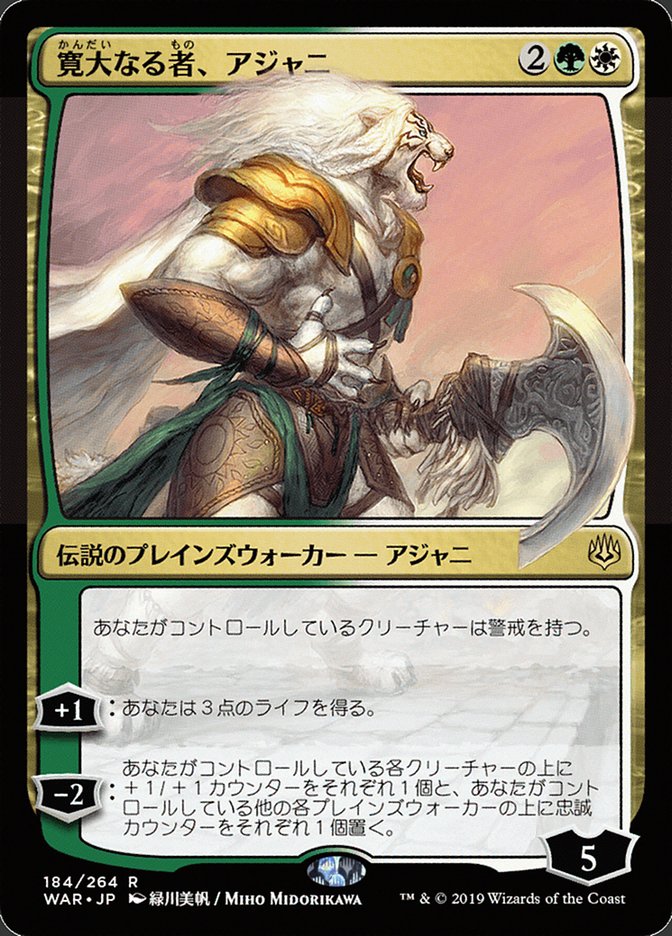 かんだい もの
寛大なる者、アジャニ 2
伝説のプレインズウォーカー — アジャニ
あなたがコントロールしているクリーチャーは警戒を持つ。
+1 : あなたは3点のライフを得る。
あなたがコントロールしている各クリーチャーの上に
-2 : +1/+1カウンターをそれぞれ1個と、あなたがコント
ロールしている他の各プレインズウォーカーの上に忠誠
カウンターをそれぞれ1個置く。
5
184/264 R
WAR • JP 緑川美帆 / Miho Midorikawa
™ & © 2019 Wizards of the Coast